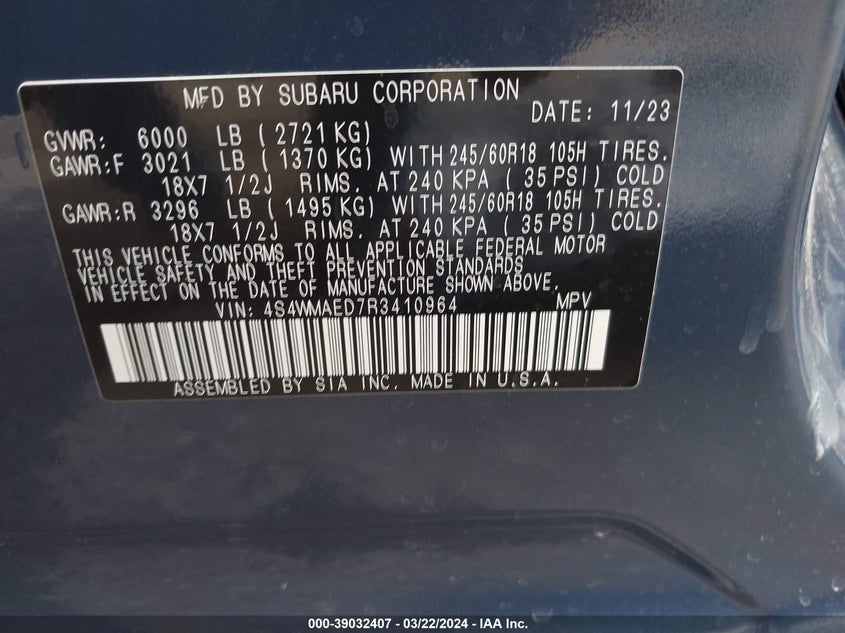 MFD BY SUBARU CORPORATION
DATE: 11/23
GVWR: 6000 LB ( 2721 KG)
GAWR:F 3021 LB ( 1370 KG) WITH 245/60R18 105H TIRES.
18X7 1/2J RIMS. AT 240 KPA ( 35 PSI) COLD
GAWR:R 3296 LB ( 1495 KG) WITH 245/60R18 105H TIRES.
18X7 1/2J RIMS. AT 240 KPA ( 35 PSI) COLD
THIS VEHICLE CONFORMS TO ALL APPLICABLE FEDERAL MOTOR
VEHICLE SAFETY AND THEFT PREVENTION STANDARDS
IN EFFECT ON THE DATE OF MANUFACTURE SHOWN ABOVE.
VIN: 4S4WMAED7R3410964 MPV
ASSEMBLED BY SIA INC. MADE IN U.S.A.
000-39032407 - 03/22/2024 - IAA Inc.